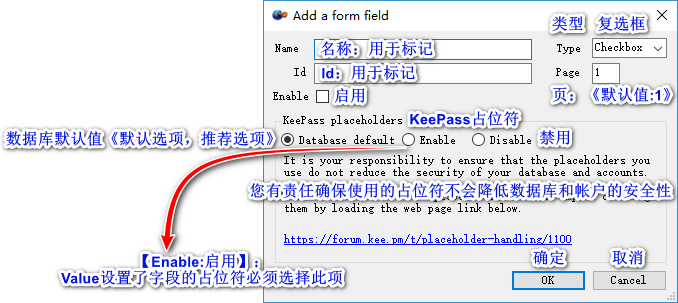 Add a form field
类型 复选框
Name 名称：用于标记 Type Checkbox
Id Id：用于标记 Page 1
Enable 启用 页：《默认值:1》
KeePass placeholders KeePass占位符
数据库默认值《默认选项，推荐选项》 Database default Enable Disable 禁用
It is your responsibility to ensure that the placeholders you
use do not reduce the security of your database and accounts.
您有责任确保使用的占位符不会降低数据库和帐户的安全性
them by loading the web page link below.
https://forum.kee.pm/t/placeholder-handling/1100
【Enable:启用】：
Value设置了字段的占位符必须选择此项
确定 取消
OK Cancel